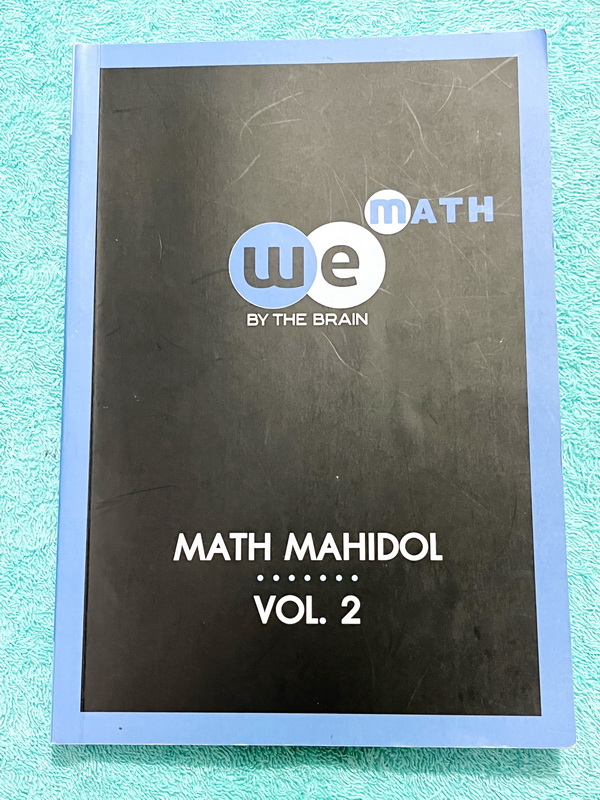 mATH
we
BY THE BRAIN
MATH MAHIDOL
VOL. 2